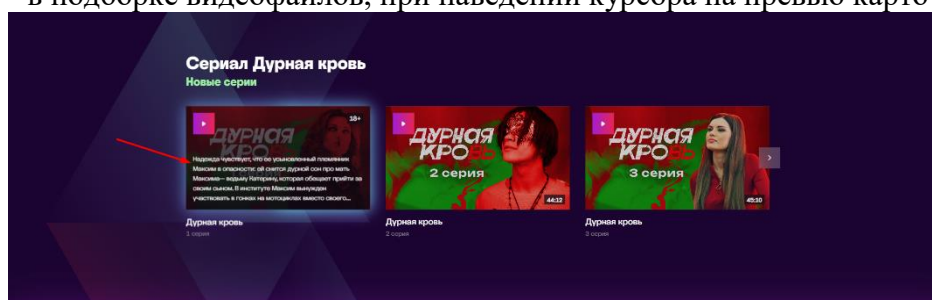 в подборке видеофайлов, при наведении курсора на превью карто
Сериал Дурная кровь
Новые серии
18+
ДУРНАЯ
Надежда чувствует, что ее усыновленный племянник
Максим в опасности: ей снится дурной сон про мать
Максима— ведьму Катерину, которая обещает прийти за
своим сыном. В институте Максим вынужден
участвовать в гонках на мотоциклах вместо своего...
Дурная кровь
1 серия
ДУРНАЯ
КРОВЬ
2 серия
44:12
Дурная кровь
2 серия
ДУРНАЯ
КРОВЬ
3 серия
45:10
Дурная кровь